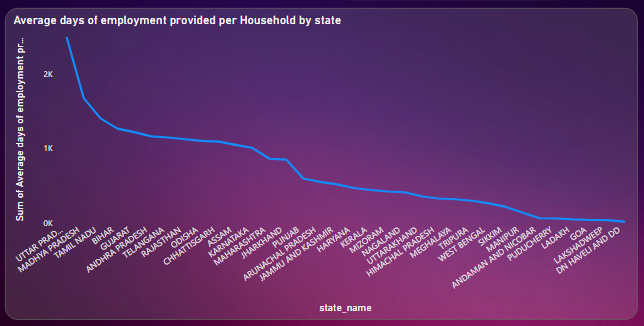 Average days of employment provided per Household by state
Sum of Average days of employment pr...
2K
1K
0K
UTTAR PRAD...
MADHYA PRADESH
TAMIL NADU
BIHAR
GUJARAT
ANDHRA PRADESH
TELANGANA
RAJASTHAN
ODISHA
CHHATTISGARH
ASSAM
KARNATAKA
MAHARASHTRA
JHARKHAND
PUNJAB
ARUNACHAL PRADESH
JAMMU AND KASHMIR
HARYANA
KERALA
MIZORAM
NAGALAND
UTTARAKHAND
HIMACHAL PRADESH
MEGHALAYA
TRIPURA
WEST BENGAL
SIKKIM
MANIPUR
ANDAMAN AND NICOBAR
PUDUCHERRY
LADAKH
GOA
LAKSHADWEEP
DN HAVELI AND DD
state_name